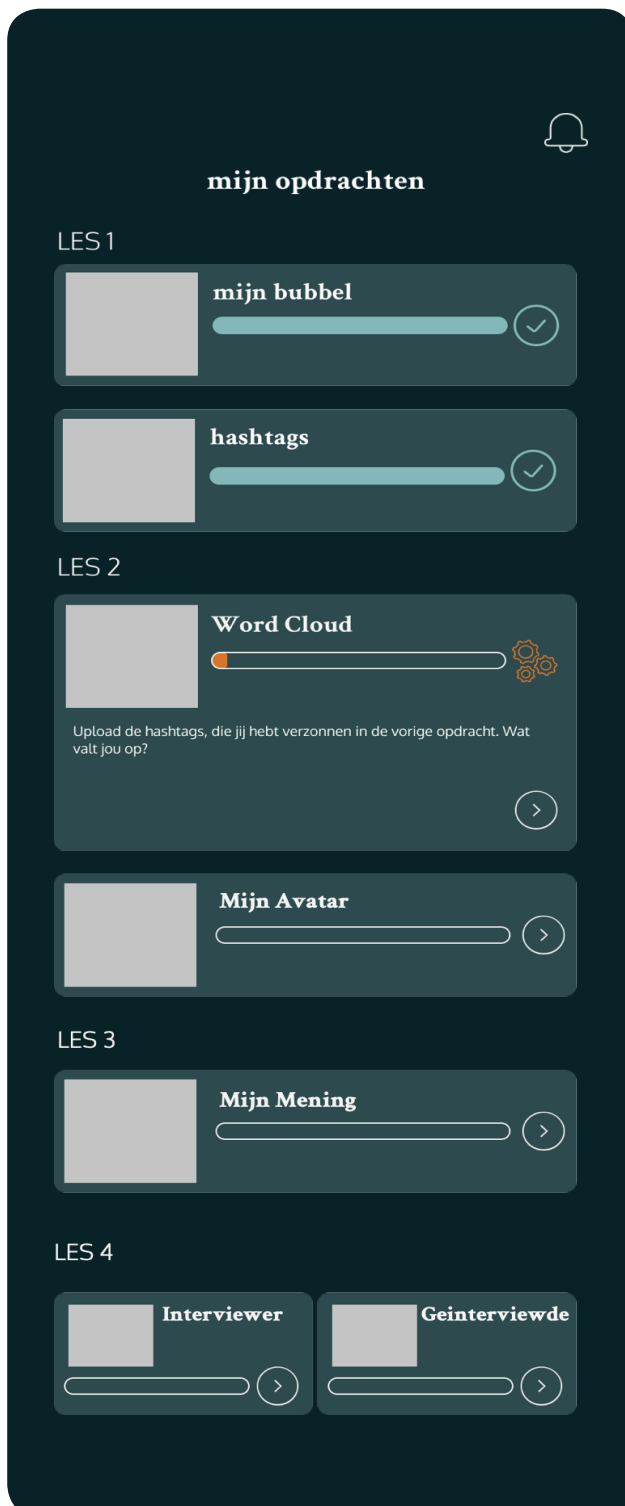 mijn opdrachten
LES 1
mijn bubbel
hashtags
LES 2
Word Cloud
Upload de hashtags, die jij hebt verzonnen in de vorige opdracht. Wat
valt jou op?
Mijn Avatar
LES 3
Mijn Mening
LES 4
Interviewer
Geinterviewde